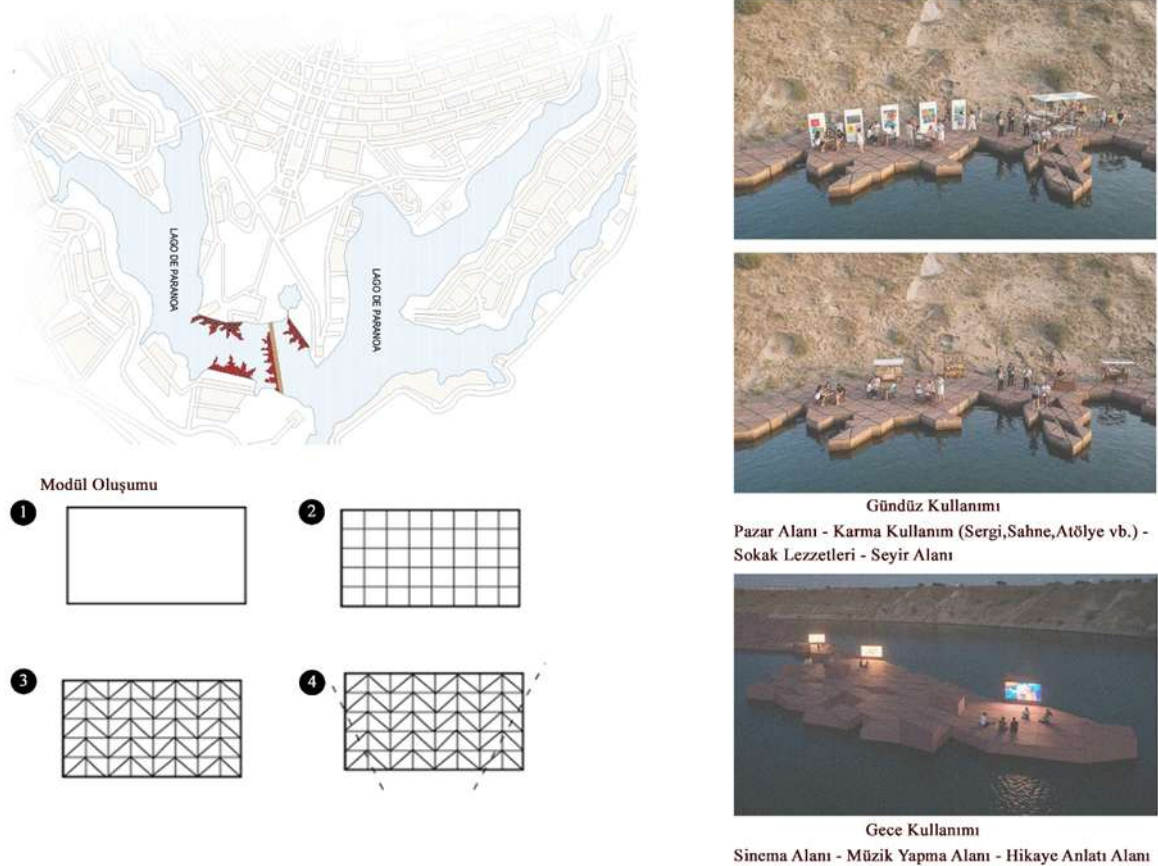 LAGO DE PARANOA
LAGO DE PARANOA
Modül Oluşumu
1
2
3
4
Gündüz Kullanımı
Pazar Alanı - Karma Kullanım (Sergi,Sahne,Atölye vb.) -
Sokak Lezzetleri - Seyir Alanı
Gece Kullanımı
Sinema Alanı - Müzik Yapma Alanı - Hikaye Anlatı Alanı